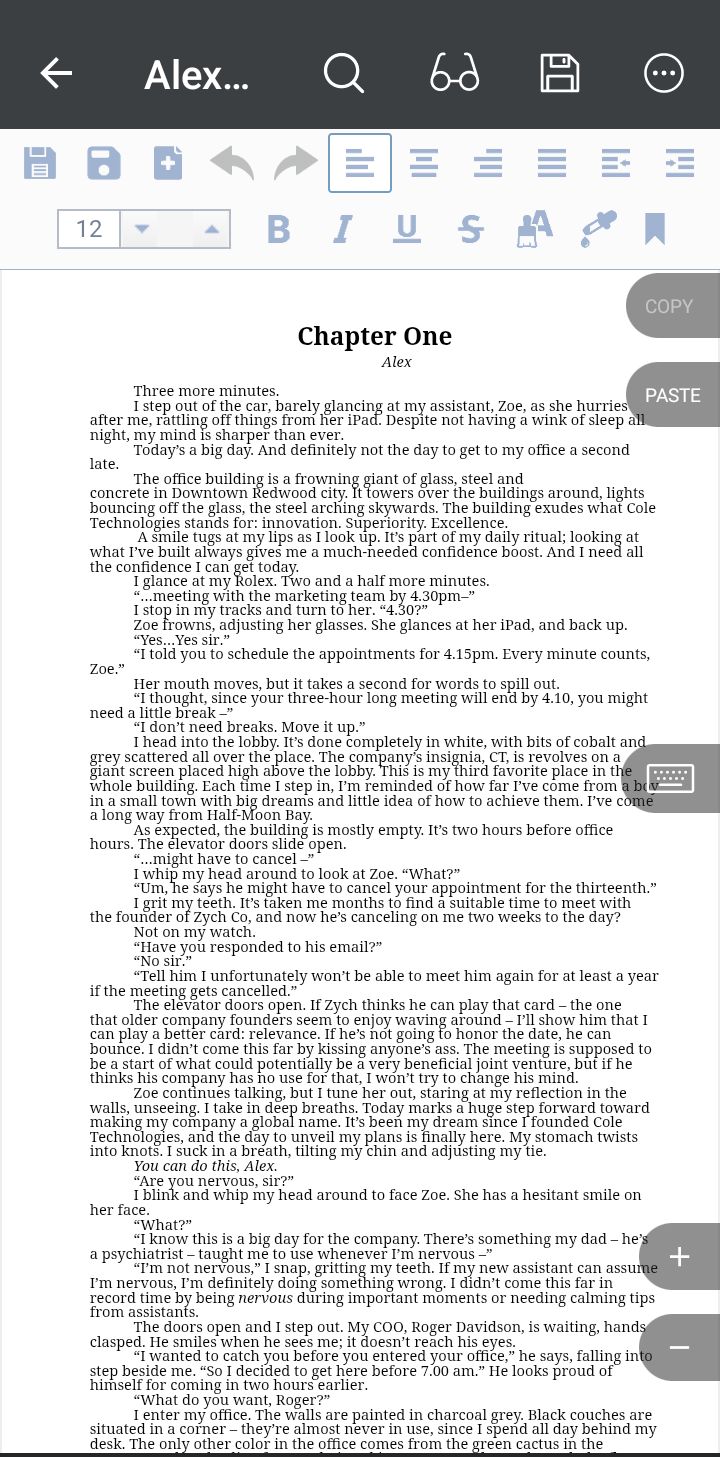 Alex...
12
COPY
Chapter One
Alex
PASTE
Three more minutes.
I step out of the car, barely glancing at my assistant, Zoe, as she hurries
after me, rattling off things from her iPad. Despite not having a wink of sleep all
night, my mind is sharper than ever.
Today’s a big day. And definitely not the day to get to my office a second
late.
The office building is a frowning giant of glass, steel and
concrete in Downtown Redwood city. It towers over the buildings around, lights
bouncing off the glass, the steel arching skywards. The building exudes what Cole
Technologies stands for: innovation. Superiority. Excellence.
A smile tugs at my lips as I look up. It’s part of my daily ritual; looking at
what I’ve built always gives me a much-needed confidence boost. And I need all
the confidence I can get today.
I glance at my Rolex. Two and a half more minutes.
“…meeting with the marketing team by 4.30pm–”
I stop in my tracks and turn to her. “4.30?”
Zoe frowns, adjusting her glasses. She glances at her iPad, and back up.
“Yes…Yes sir.”
“I told you to schedule the appointments for 4.15pm. Every minute counts,
Zoe.”
Her mouth moves, but it takes a second for words to spill out.
“I thought, since your three-hour long meeting will end by 4.10, you might
need a little break –”
“I don’t need breaks. Move it up.”
I head into the lobby. It’s done completely in white, with bits of cobalt and
grey scattered all over the place. The company’s insignia, CT, is revolves on a
giant screen placed high above the lobby. This is my third favorite place in the
whole building. Each time I step in, I’m reminded of how far I’ve come from a boy
in a small town with big dreams and little idea of how to achieve them. I’ve come
a long way from Half-Moon Bay.
As expected, the building is mostly empty. It’s two hours before office
hours. The elevator doors slide open.
“…might have to cancel –”
I whip my head around to look at Zoe. “What?”
“Um, he says he might have to cancel your appointment for the thirteenth.”
I grit my teeth. It’s taken me months to find a suitable time to meet with
the founder of Zych Co, and now he’s canceling on me two weeks to the day?
Not on my watch.
“Have you responded to his email?”
“No sir.”
“Tell him I unfortunately won’t be able to meet him again for at least a year
if the meeting gets cancelled.”
The elevator doors open. If Zych thinks he can play that card – the one
that older company founders seem to enjoy waving around – I’ll show him that I
can play a better card: relevance. If he’s not going to honor the date, he can
bounce. I didn’t come this far by kissing anyone’s ass. The meeting is supposed to
be a start of what could potentially be a very beneficial joint venture, but if he
thinks his company has no use for that, I won’t try to change his mind.
Zoe continues talking, but I tune her out, staring at my reflection in the
walls, unseeing. I take in deep breaths. Today marks a huge step forward toward
making my company a global name. It’s been my dream since I founded Cole
Technologies, and the day to unveil my plans is finally here. My stomach twists
into knots. I suck in a breath, tilting my chin and adjusting my tie.
You can do this, Alex.
“Are you nervous, sir?”
I blink and whip my head around to face Zoe. She has a hesitant smile on
her face.
“What?”
“I know this is a big day for the company. There’s something my dad – he’s
a psychiatrist – taught me to use whenever I’m nervous –”
“I’m not nervous,” I snap, gritting my teeth. If my new assistant can assume
I’m nervous, I’m definitely doing something wrong. I didn’t come this far in
record time by being nervous during important moments or needing calming tips
from assistants.
The doors open and I step out. My COO, Roger Davidson, is waiting, hands
clasped. He smiles when he sees me; it doesn’t reach his eyes.
“I wanted to catch you before you entered your office,” he says, falling into
step beside me. “So I decided to get here before 7.00 am.” He looks proud of
himself for coming in two hours earlier.
“What do you want, Roger?”
I enter my office. The walls are painted in charcoal grey. Black couches are
situated in a corner – they’re almost never in use, since I spend all day behind my
desk. The only other color in the office comes from the green cactus in the